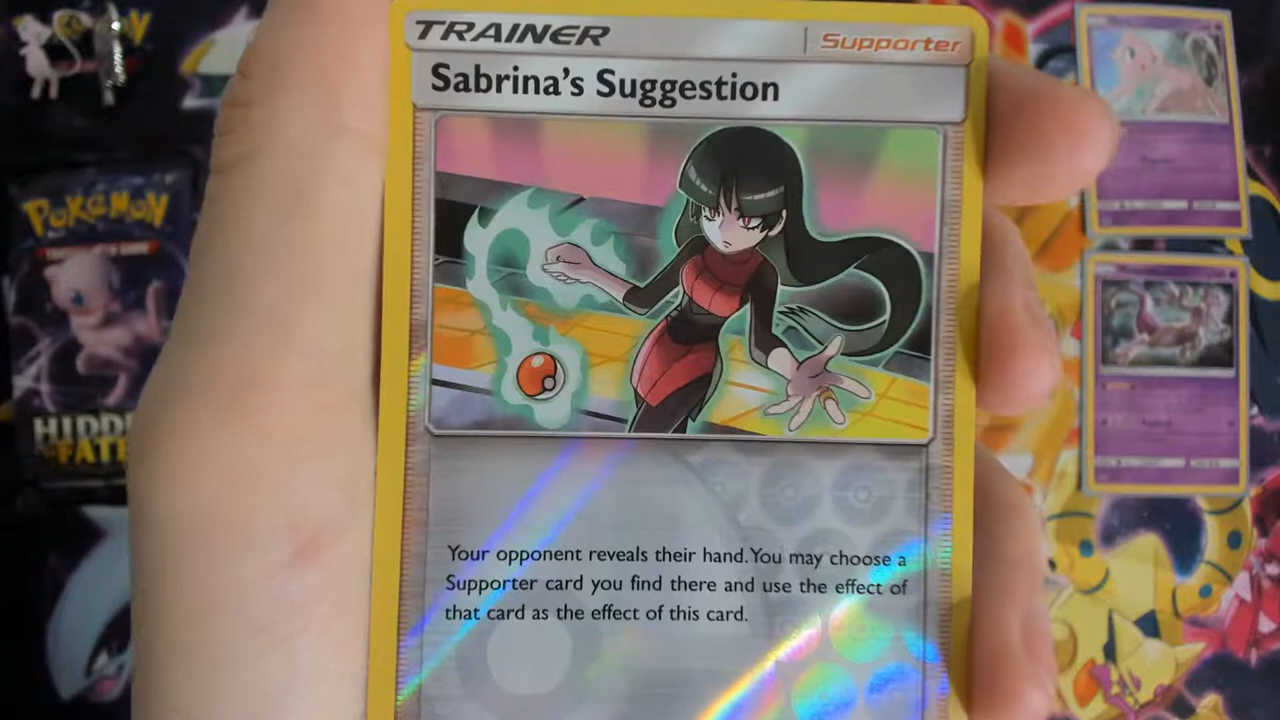 TRAINER
Supporter
Sabrina's Suggestion
Your opponent reveals their hand. You may choose a
Supporter card you find there and use the effect of
that card as the effect of this card.
POKéMON
HIDD
FAT